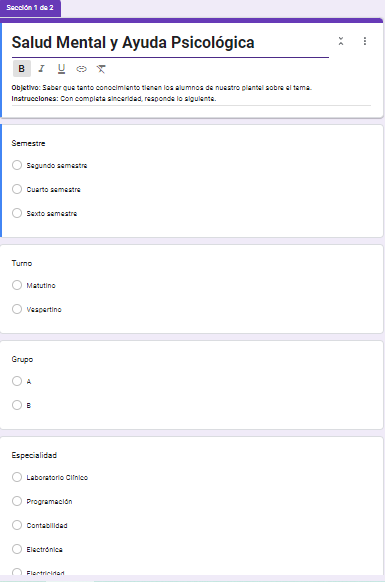 Sección 1 de 2
Salud Mental y Ayuda Psicológica
B I U
Objetivo: Saber que tanto conocimiento tienen los alumnos de nuestro plantel sobre el tema.
Instrucciones: Con completa sinceridad, responde lo siguiente.
Semestre
Segundo semestre
Cuarto semestre
Sexto semestre
Turno
Matutino
Vespertino
Grupo
A
B
Especialidad
Laboratorio Clínico
Programación
Contabilidad
Electrónica
Electricidad